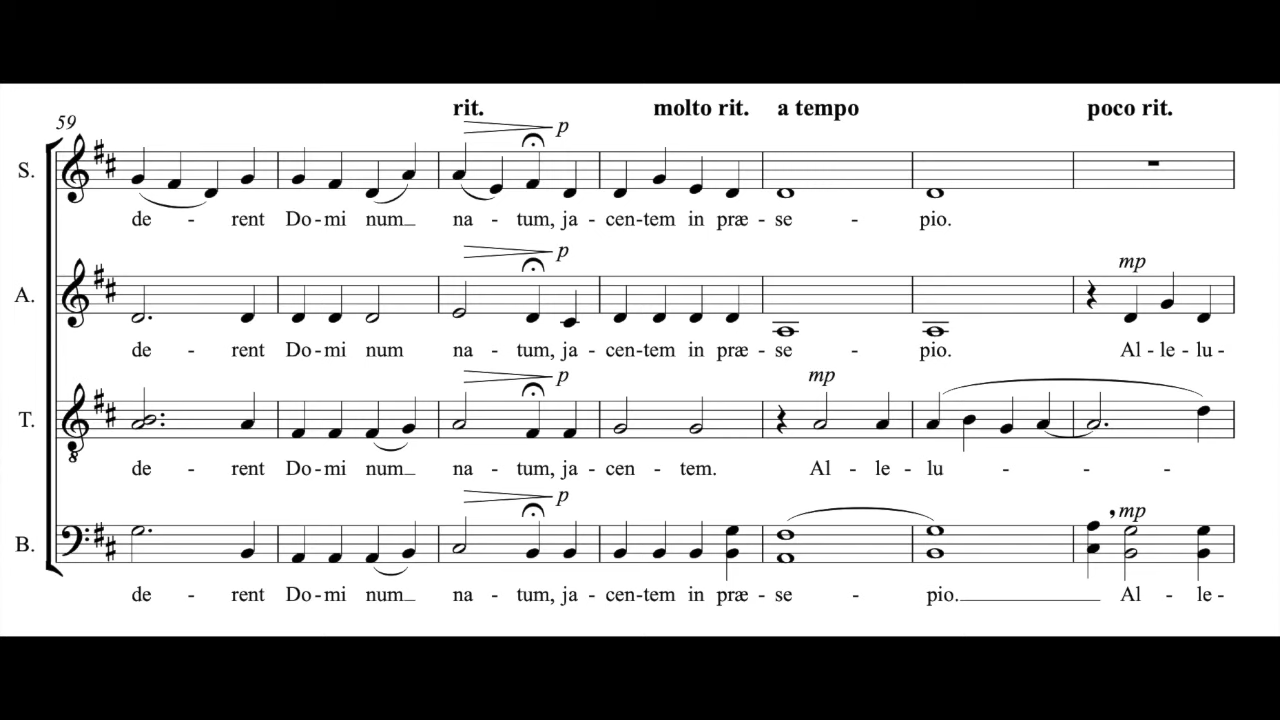 rit. molto rit. a tempo poco rit.
59
p
S.
de - rent Do - mi num na - tum, ja - cen - tem in præ - se - pio.
p mp
A.
de - rent Do - mi num na - tum, ja - cen - tem in præ - se - pio. Al - le - lu -
p mp
T.
de - rent Do - mi num na - tum, ja - cen - tem. Al - le - lu - - -
p mp
B.
de - rent Do - mi num na - tum, ja - cen - tem in præ - se - pio. Al - le -